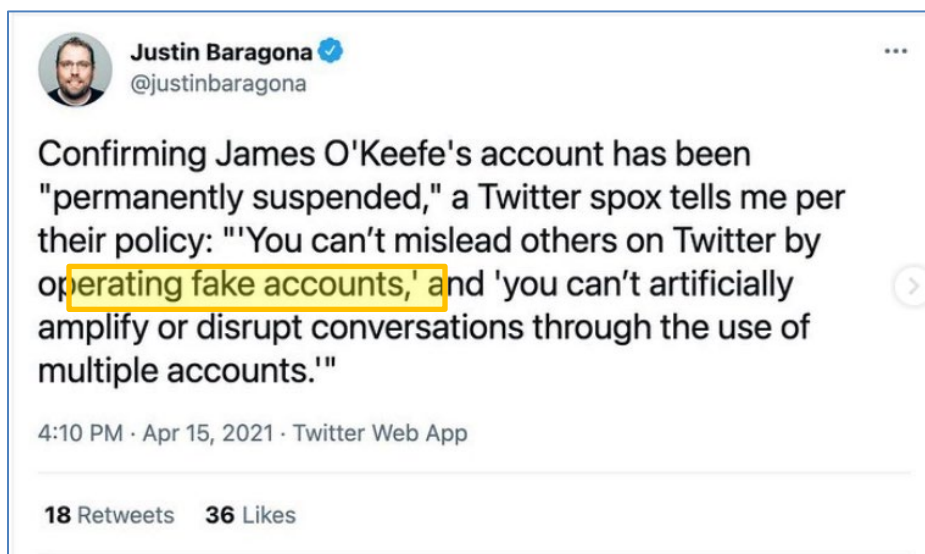 Justin Baragona
@justinbaragona
Confirming James O'Keefe's account has been
"permanently suspended," a Twitter spox tells me per
their policy: "'You can’t mislead others on Twitter by
operating fake accounts,' and 'you can’t artificially
amplify or disrupt conversations through the use of
multiple accounts.'"
4:10 PM · Apr 15, 2021 · Twitter Web App
18 Retweets 36 Likes